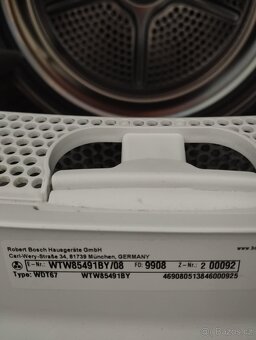 Robert Bosch Hausgeräte GmbH
Carl-Wery-Straße 34, 81739 München, GERMANY
E-Nr.: WTW85491BY/08 FD: 9908 Z-Nr.: 2 00092
Type: WDT67 WTW85491BY 469080513846000925